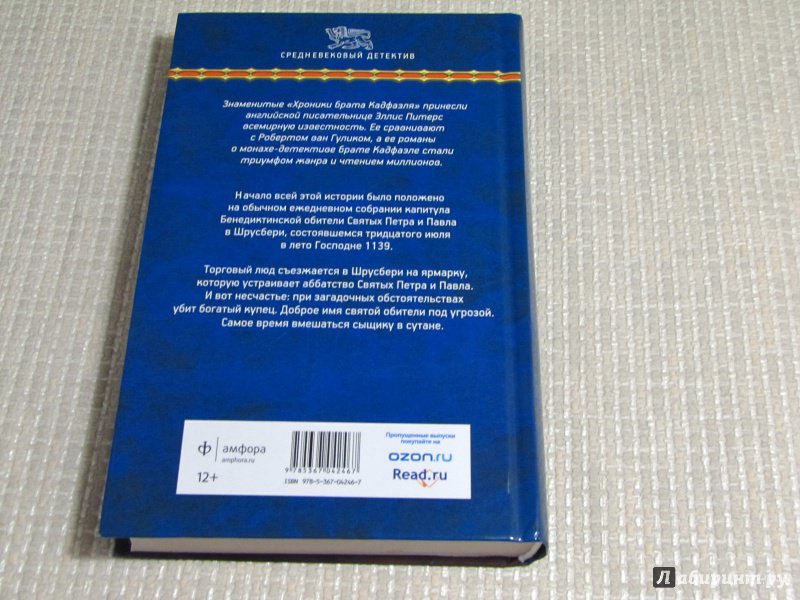 СРЕДНЕВЕКОВЫЙ ДЕТЕКТИВ
Знаменитые «Хроники Брата Кадфаэля» принесли
английской писательнице Эллис Питерс
всемирную известность. Ее сравнивают
с Робертом ван Гуликом, а ее романы
о монахе-детективе Брате Кадфаэле стали
триумфом жанра и чтением миллионов.
Начало всей этой истории было положено
на обычном ежедневном собрании капитула
Бенедиктинской обители Святых Петра и Павла
в Шрусбери, состоявшемся тридцатого июля
в лето Господне 1139.
Торговый люд съезжается в Шрусбери на ярмарку,
которую устраивает аббатство Святых Петра и Павла.
И вот несчастье: при загадочных обстоятельствах
убит богатый купец. Доброе имя святой обители под угрозой.
Самое время вмешаться сыщику в сутане.
ф амфора
amphora.ru
12+
9 785367 042467
ISBN 978-5-367-04246-7
Пропущенные выпуски
покупайте на
OZON.ru
Read.ru
Лабиринт.ру